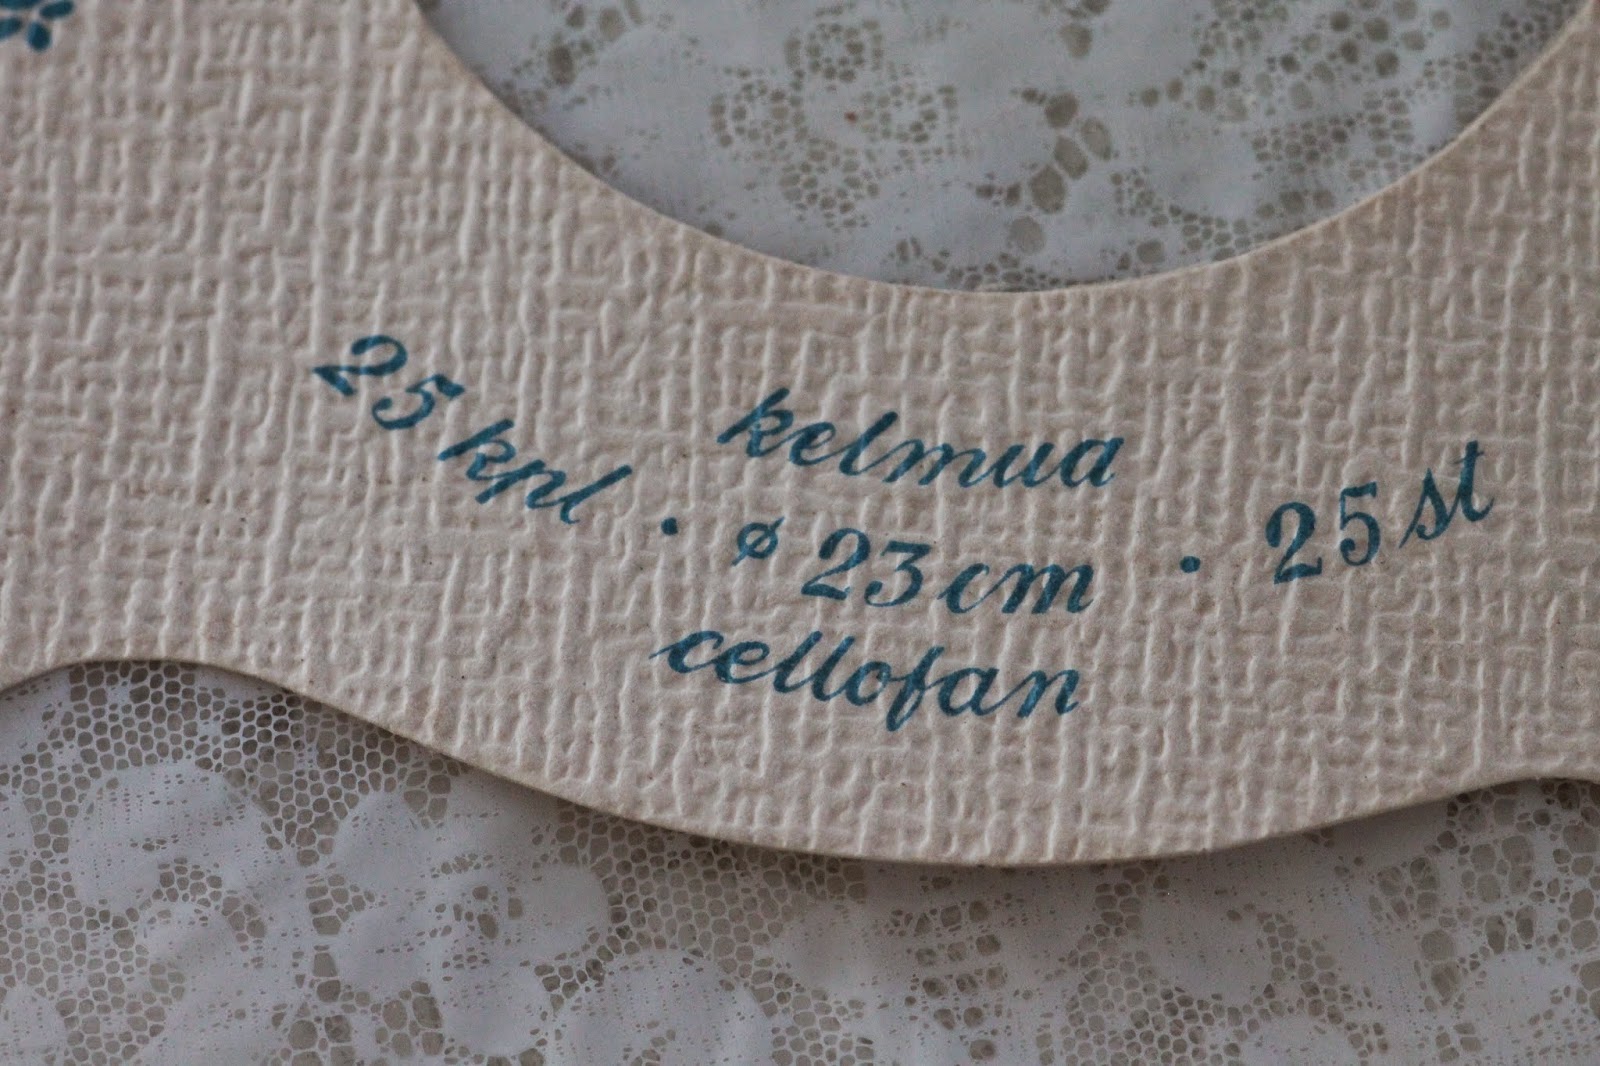 kelmua
25 kpl · ø 23 cm · 25 st
cellofan